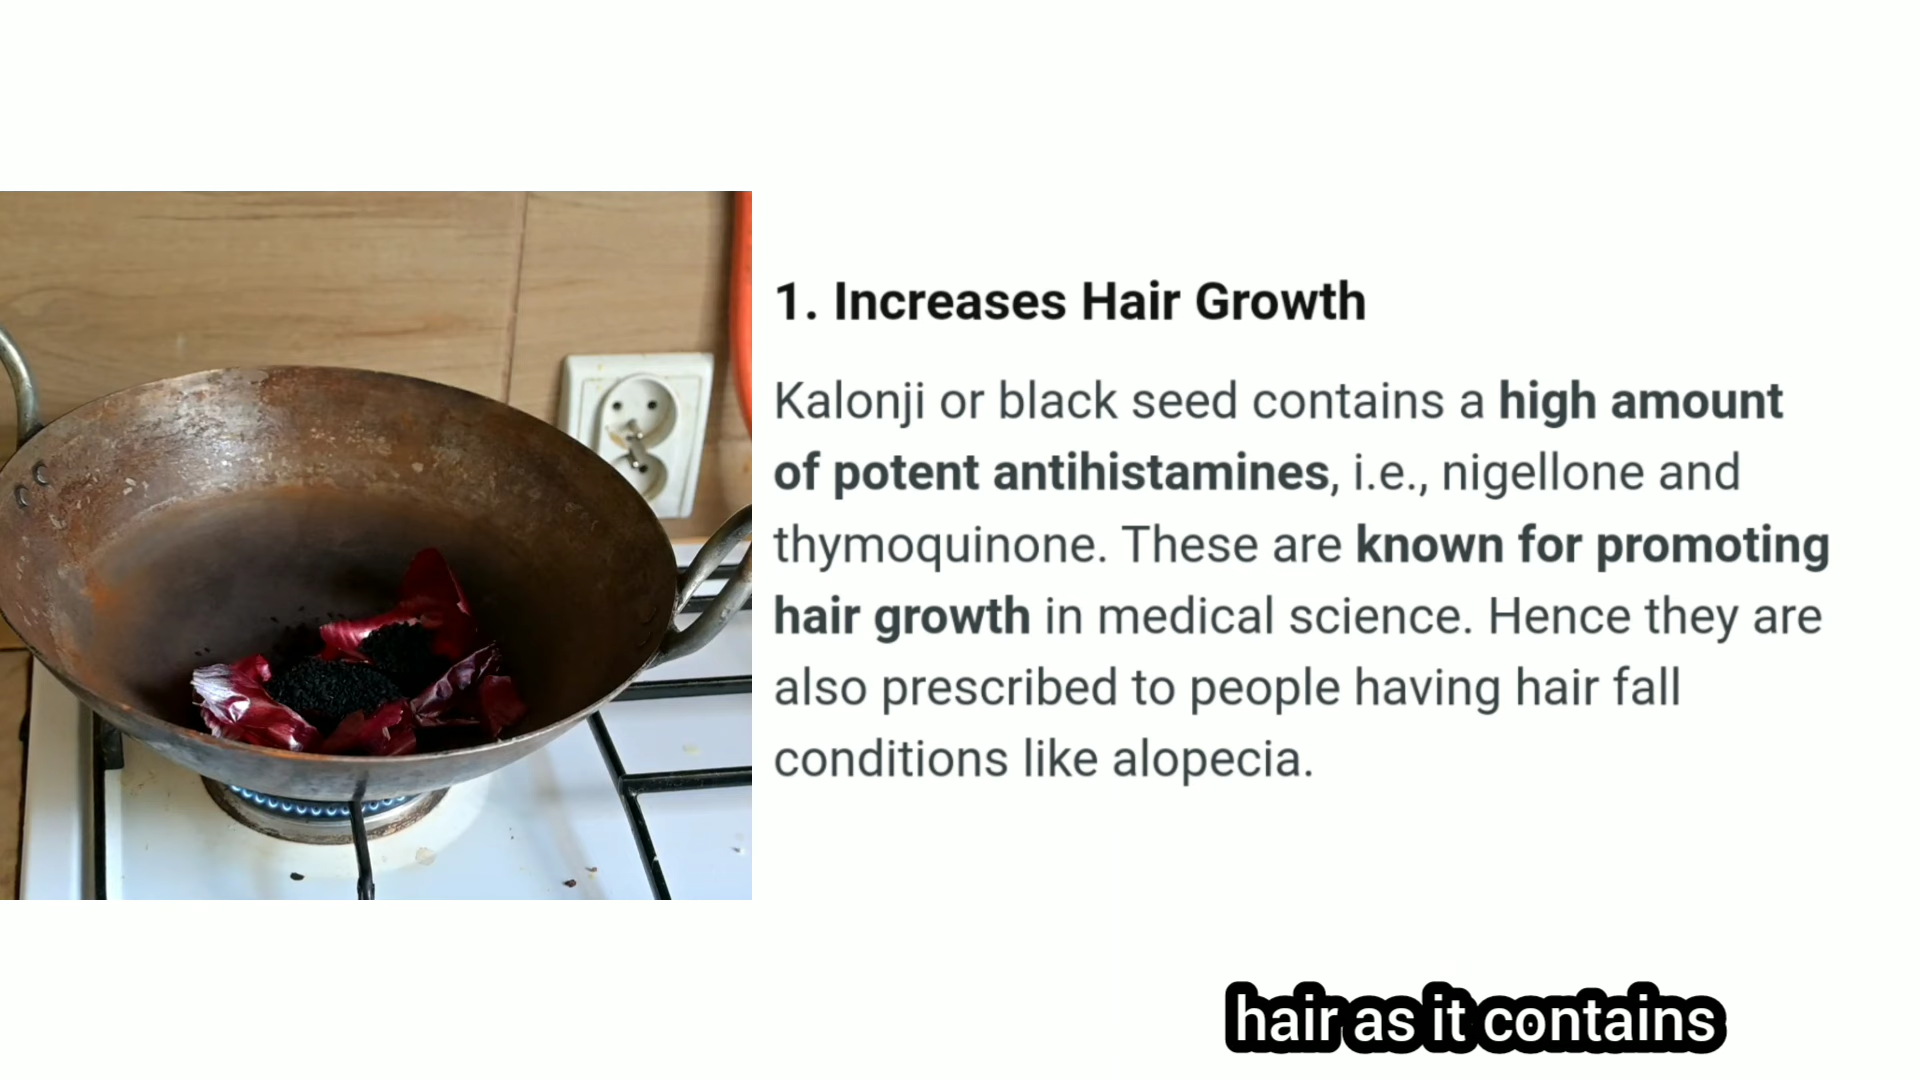 1. Increases Hair Growth
Kalonji or black seed contains a high amount
of potent antihistamines, i.e., nigellone and
thymoquinone. These are known for promoting
hair growth in medical science. Hence they are
also prescribed to people having hair fall
conditions like alopecia.
hair as it contains